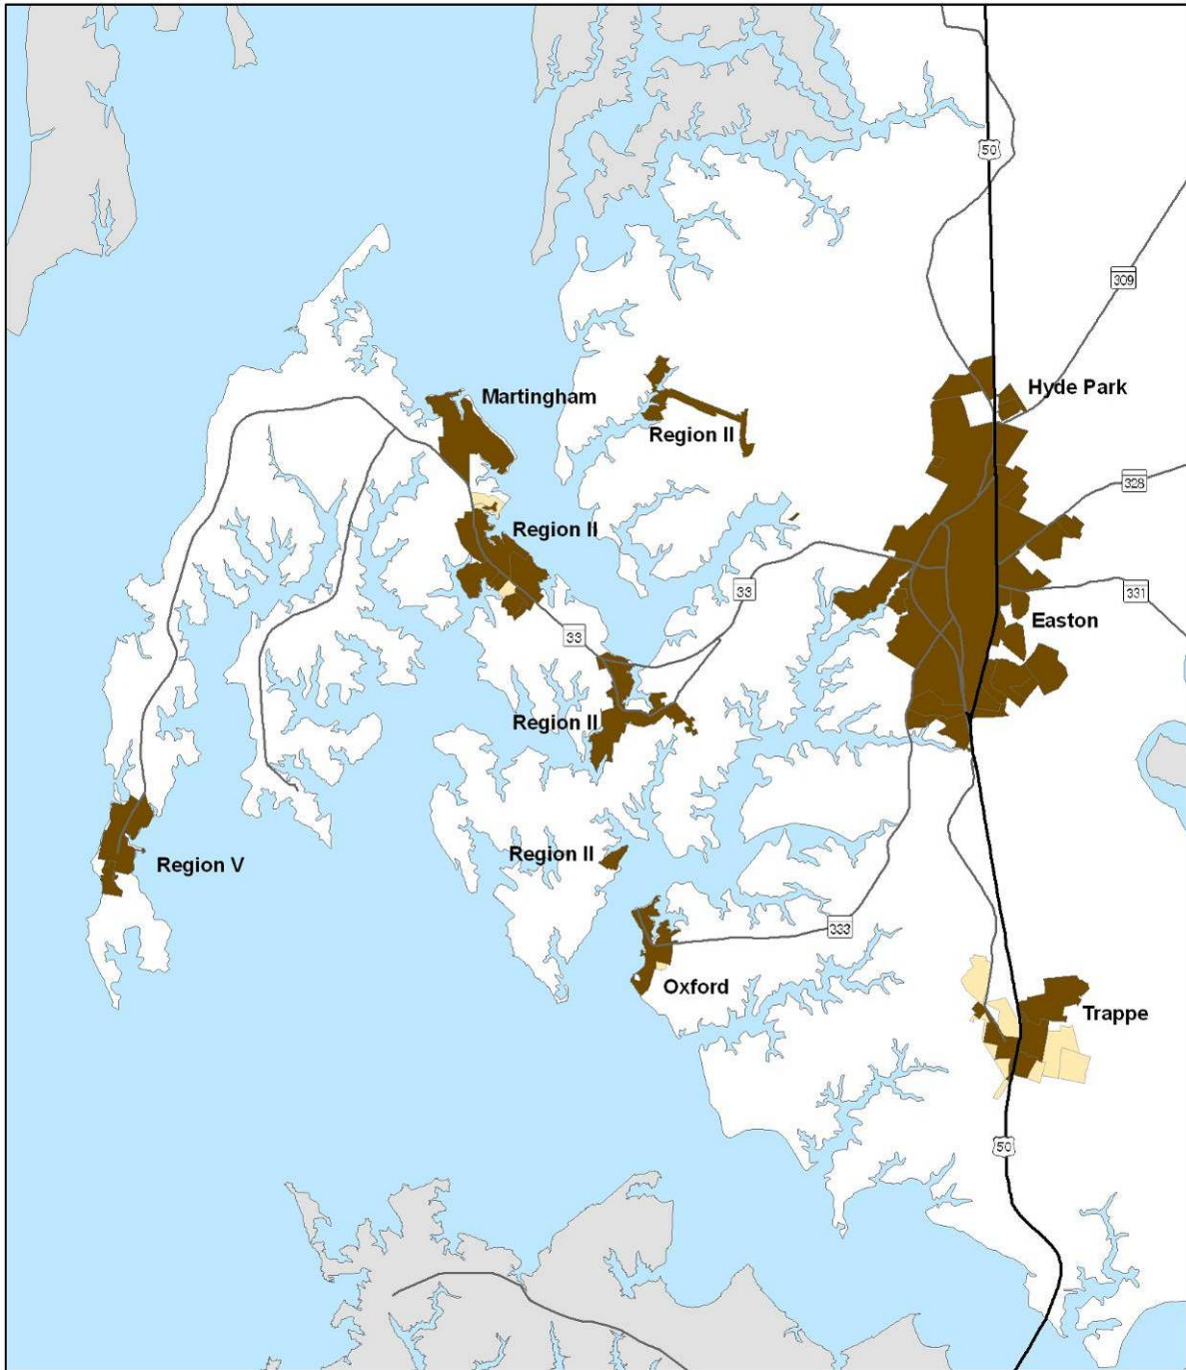 50
309
Hyde Park
Martingham
Region II
328
Region II
33
331
Easton
33
Region II
Region II
Region V
333
Oxford
Trappe
50